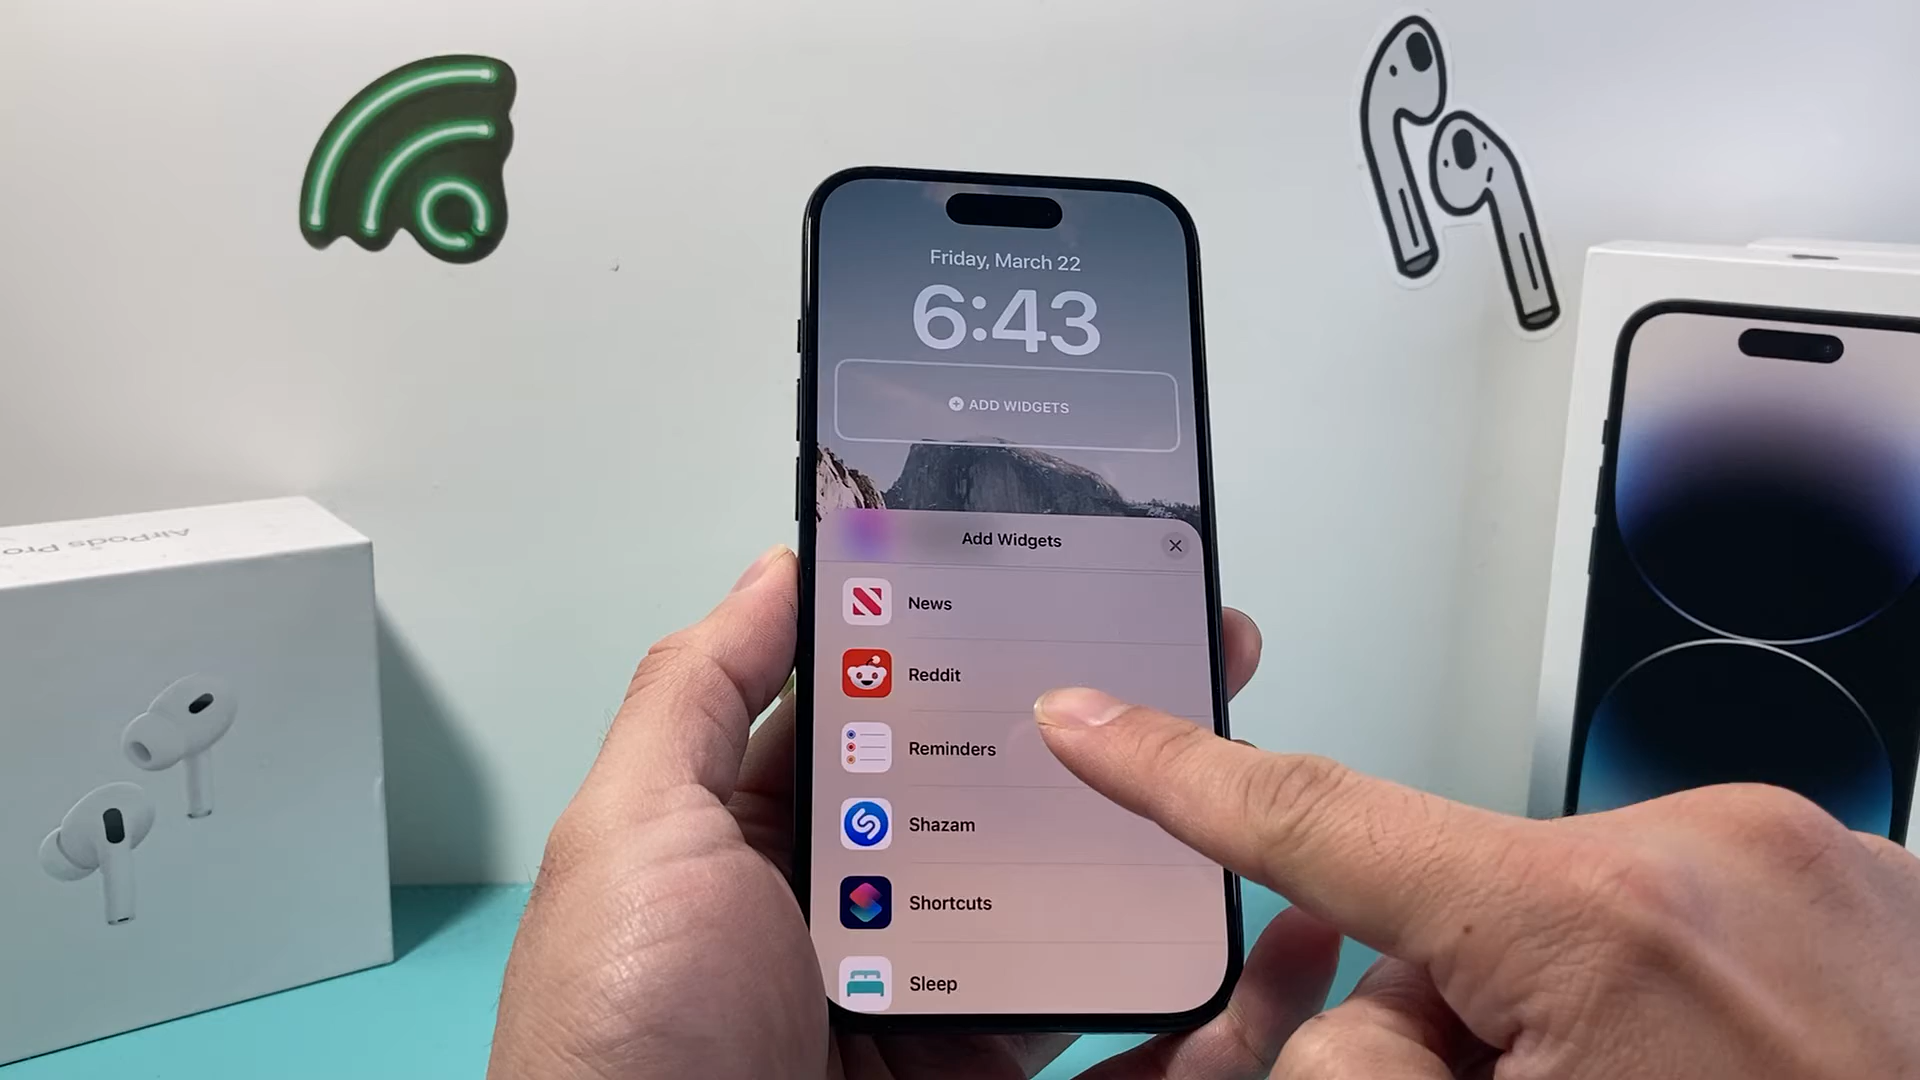 Friday, March 22
6:43
ADD WIDGETS
Add Widgets
News
Reddit
Reminders
Shazam
Shortcuts
Sleep
AirPods Pro